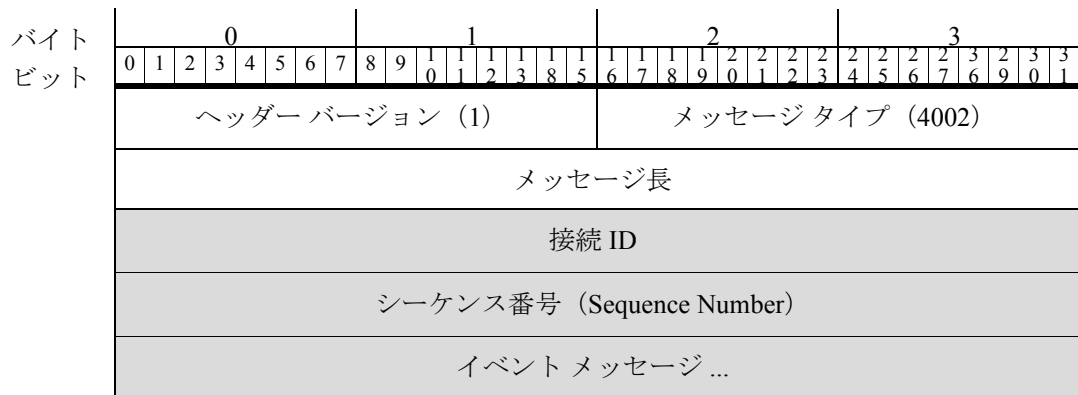 バイト 0 1 2 3
ビット 0 1 2 3 4 5 6 7 8 9 10 11 12 13 18 15 16 17 18 19 20 21 22 23 24 25 26 27 36 29 30 31
ヘッダー バージョン（1） メッセージ タイプ（4002）
メッセージ長
接続 ID
シーケンス番号（Sequence Number）
イベント メッセージ ...